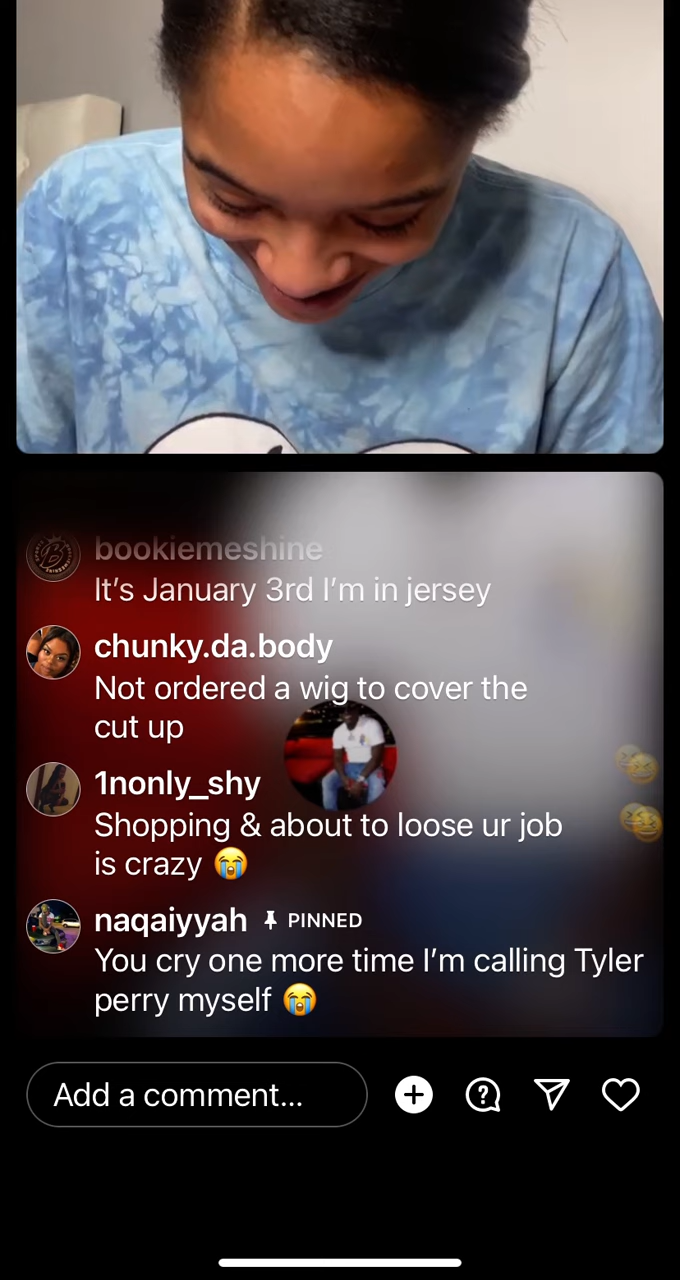 bookiemeshine
It's January 3rd I'm in jersey
chunky.da.body
Not ordered a wig to cover the
cut up
1nonly_shy
Shopping & about to loose ur job
is crazy 😭
naqaiyyah PINNED
You cry one more time I'm calling Tyler
perry myself 😭
Add a comment...